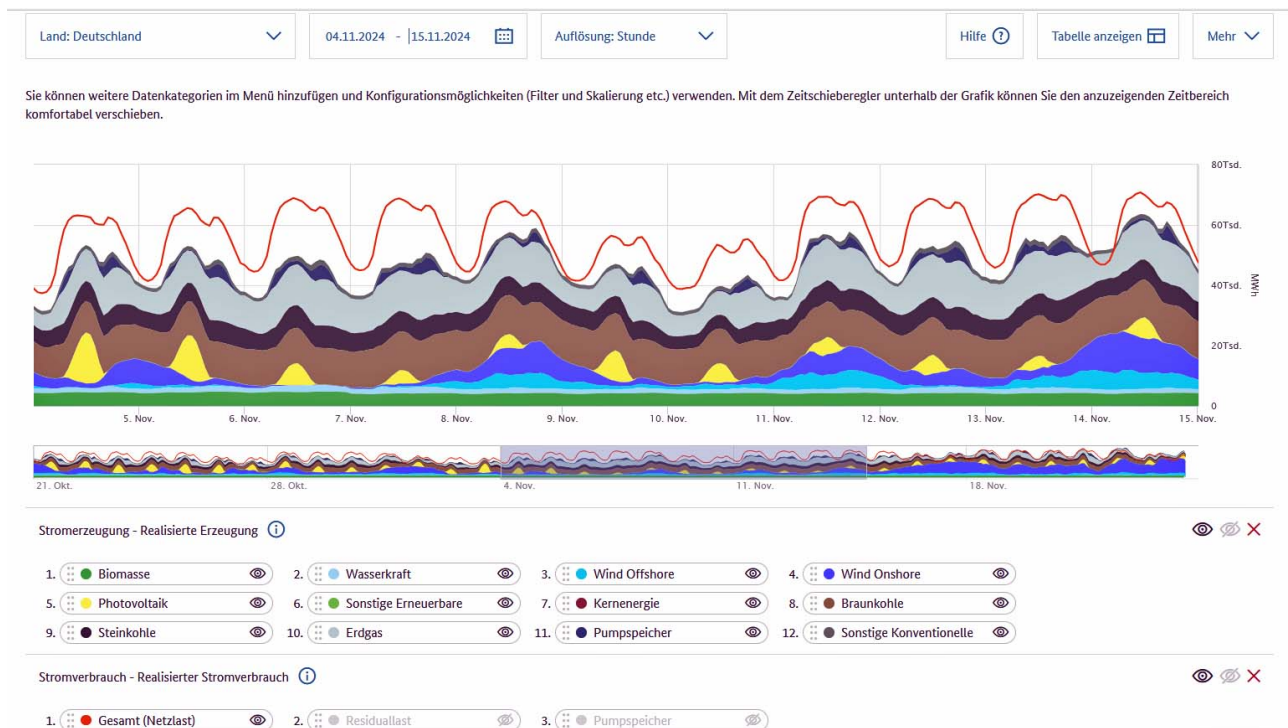 Land: Deutschland
04.11.2024 - 15.11.2024
Auflösung: Stunde
Hilfe
Tabelle anzeigen
Mehr
Sie können weitere Datenkategorien im Menü hinzufügen und Konfigurationsmöglichkeiten (Filter und Skalierung etc.) verwenden. Mit dem Zeitschieberegler unterhalb der Grafik können Sie den anzuzeigenden Zeitbereich
komfortabel verschieben.
80Tsd.
60Tsd.
40Tsd.
20Tsd.
0
MWh
5. Nov. 6. Nov. 7. Nov. 8. Nov. 9. Nov. 10. Nov. 11. Nov. 12. Nov. 13. Nov. 14. Nov. 15. Nov.
21. Okt. 28. Okt. 4. Nov. 11. Nov. 18. Nov.
Stromerzeugung - Realisierte Erzeugung
1. Biomasse 2. Wasserkraft 3. Wind Offshore 4. Wind Onshore
5. Photovoltaik 6. Sonstige Erneuerbare 7. Kernenergie 8. Braunkohle
9. Steinkohle 10. Erdgas 11. Pumpspeicher 12. Sonstige Konventionelle
Stromverbrauch - Realisierter Stromverbrauch
1. Gesamt (Netzlast) 2. Residuallast 3. Pumpspeicher